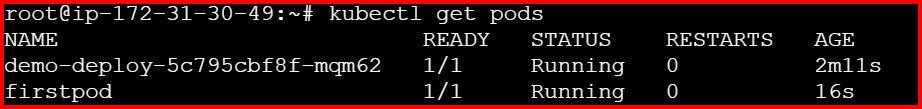 root@ip-172-31-30-49:~# kubectl get pods
NAME READY STATUS RESTARTS AGE
demo-deploy-5c795cbf8f-mqm62 1/1 Running 0 2m11s
firstpod 1/1 Running 0 16s